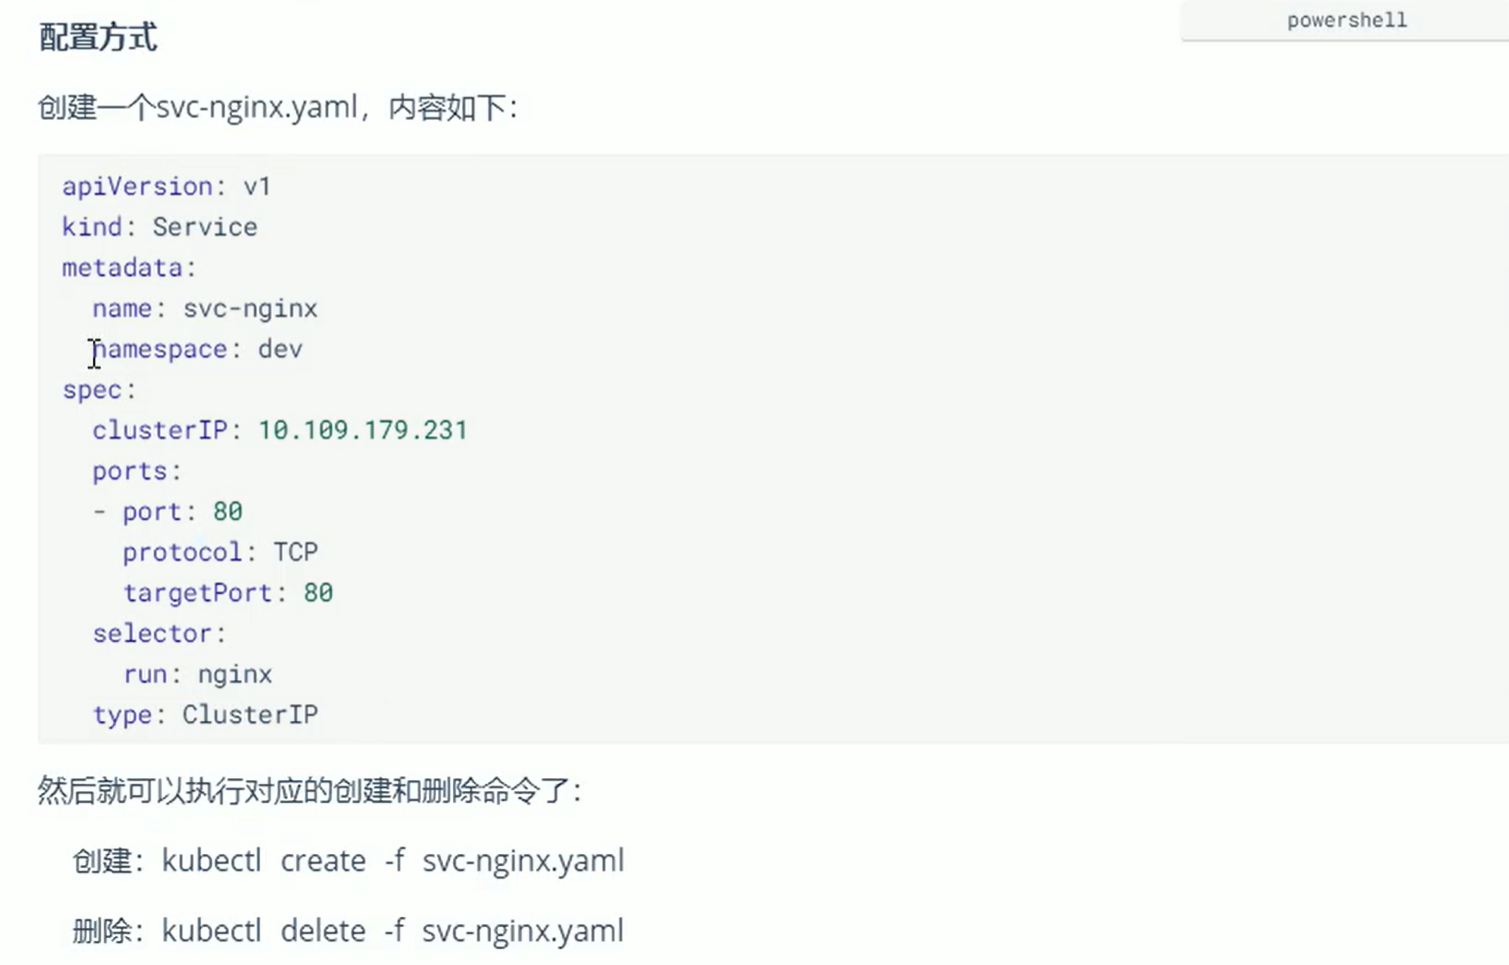 powershell
配置方式
创建一个svc-nginx.yaml，内容如下：
apiVersion: v1
kind: Service
metadata:
  name: svc-nginx
  namespace: dev
spec:
  clusterIP: 10.109.179.231
  ports:
  - port: 80
    protocol: TCP
    targetPort: 80
  selector:
    run: nginx
  type: ClusterIP
然后就可以执行对应的创建和删除命令了：
创建：kubectl create -f svc-nginx.yaml
删除：kubectl delete -f svc-nginx.yaml